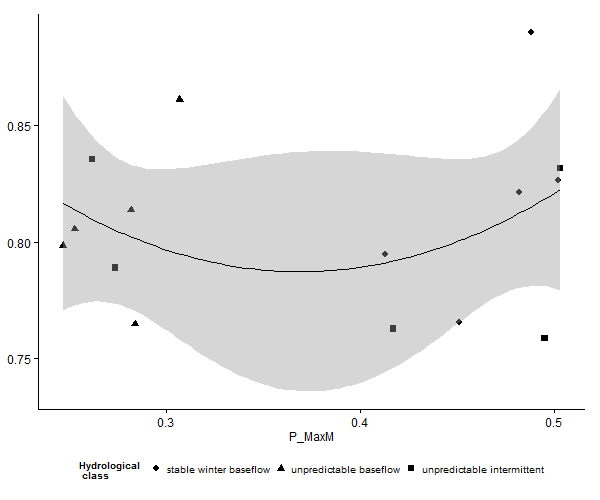 0.85
0.80
0.75
0.3 0.4 0.5
P_MaxM
Hydrological
class
stable winter baseflow unpredictable baseflow unpredictable intermittent